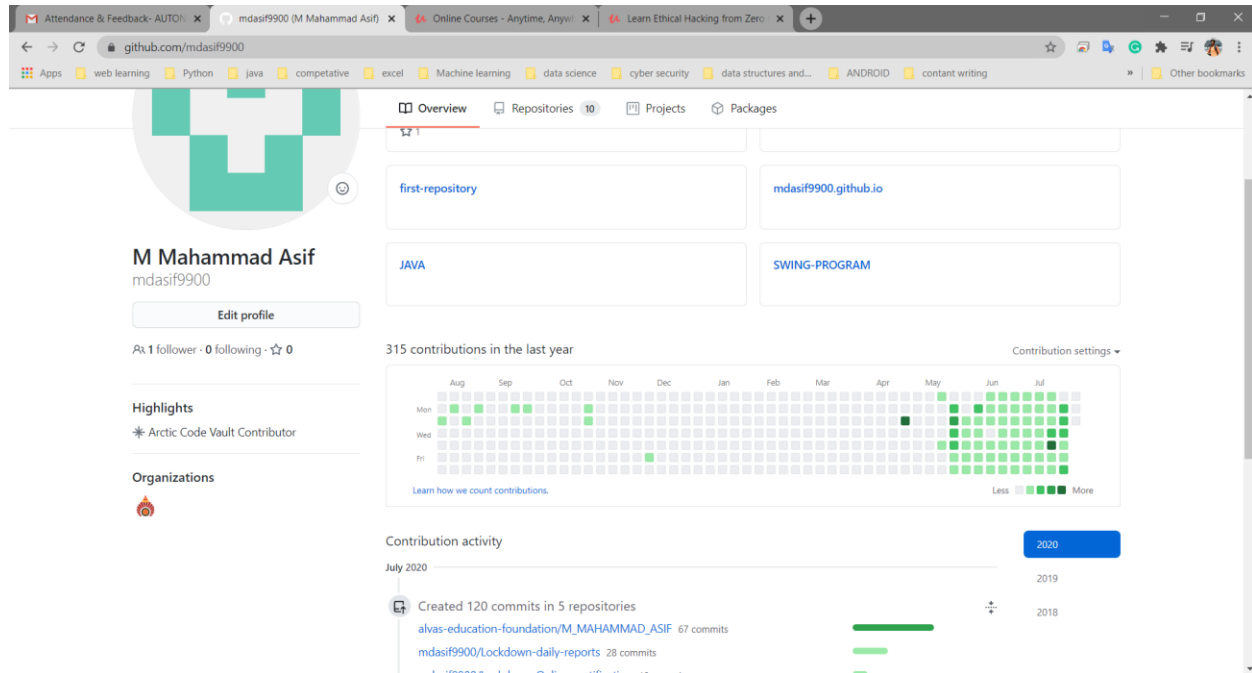 Attendance & Feedback- AUTON
mdasif9900 (M Mahammad Asif)
Online Courses - Anytime, Anywh
Learn Ethical Hacking from Zero
github.com/mdasif9900
Apps web learning Python java competative excel Machine learning data science cyber security data structures and... ANDROID contant writing » Other bookmarks
Overview Repositories 10 Projects Packages
1
first-repository mdasif9900.github.io
JAVA SWING-PROGRAM
M Mahammad Asif
mdasif9900
Edit profile
1 follower · 0 following · 0
Highlights
Arctic Code Vault Contributor
Organizations
315 contributions in the last year Contribution settings
Aug Sep Oct Nov Dec Jan Feb Mar Apr May Jun Jul
Mon
Wed
Fri
Learn how we count contributions. Less More
Contribution activity
2020
2019
2018
July 2020
Created 120 commits in 5 repositories
alvas-education-foundation/M_MAHAMMAD_ASIF 67 commits
mdasif9900/Lockdown-daily-reports 28 commits